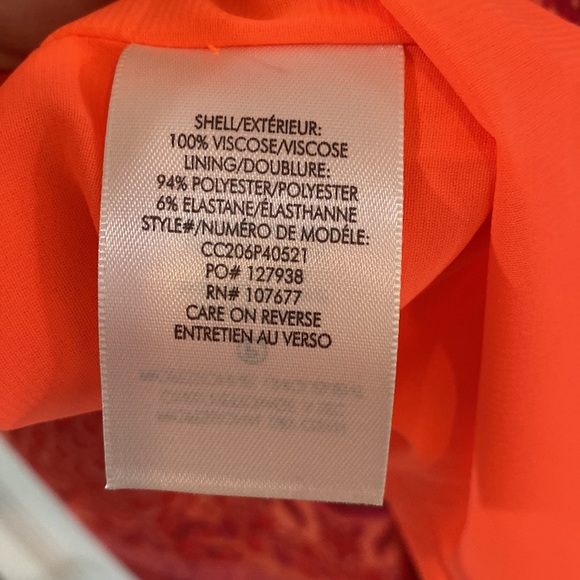 SHELL/EXTÉRIEUR:
100% VISCOSE/VISCOSE
LINING/DOUBLURE:
94% POLYESTER/POLYESTER
6% ELASTANE/ÉLASTHANNE
STYLE#/NUMÉRO DE MODÉLE:
CC206P40521
PO# 127938
RN# 107677
CARE ON REVERSE
ENTRETIEN AU VERSO